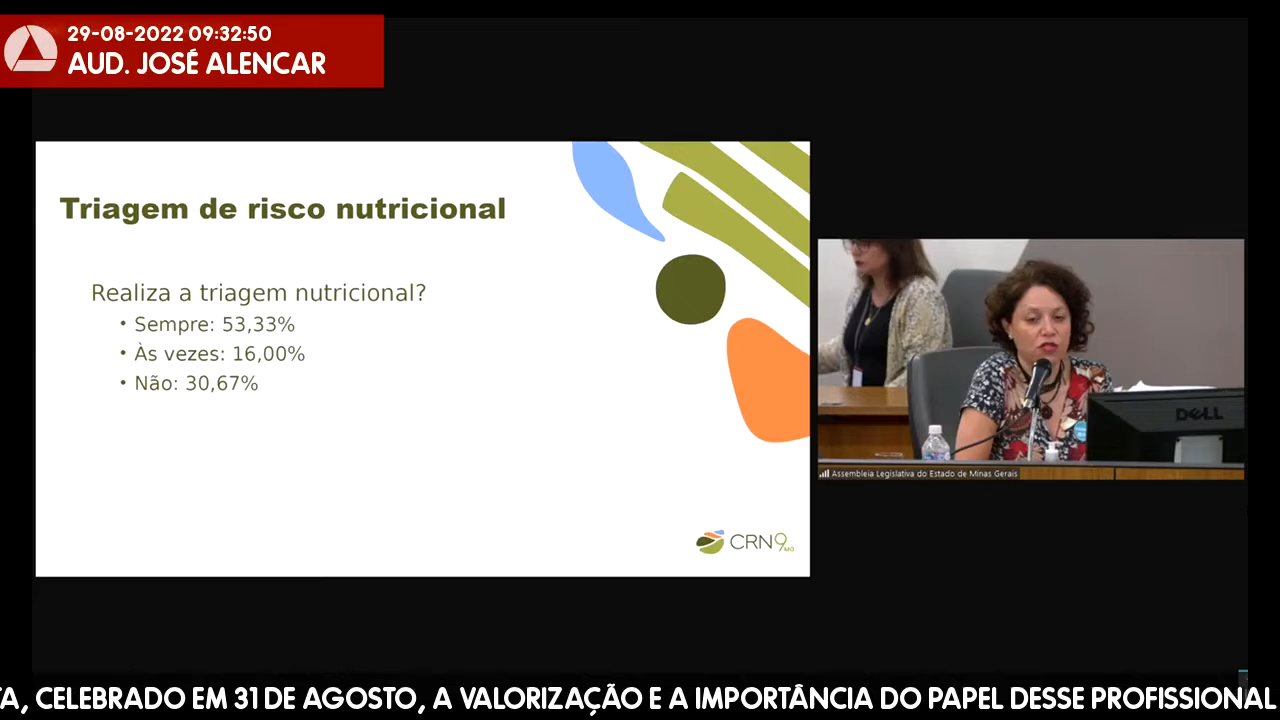 29-08-2022 09:32:50
AUD. JOSÉ ALENCAR
Triagem de risco nutricional
Realiza a triagem nutricional?
• Sempre: 53,33%
• Às vezes: 16,00%
• Não: 30,67%
CRN9MG
DELL
Assembleia Legislativa do Estado de Minas Gerais
TA, CELEBRADO EM 31 DE AGOSTO, A VALORIZAÇÃO E A IMPORTÂNCIA DO PAPEL DESSE PROFISSIONAL